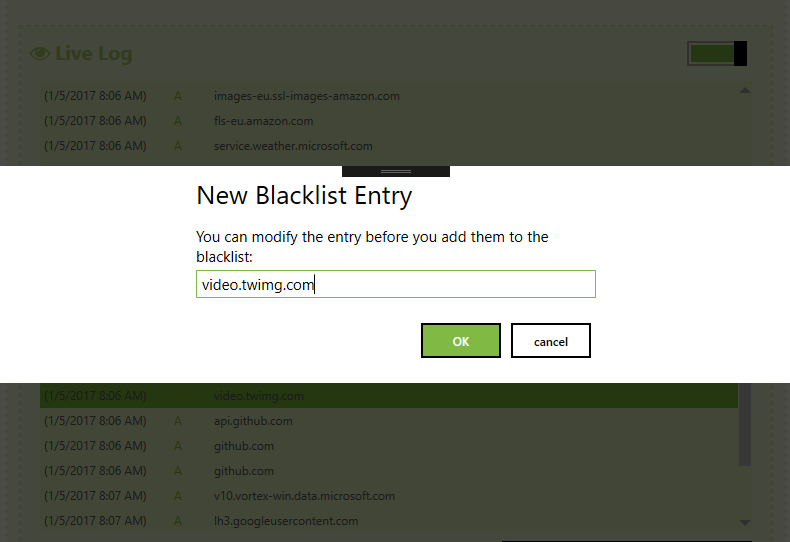 Live Log
(1/5/2017 8:06 AM) A images-eu.ssl-images-amazon.com
(1/5/2017 8:06 AM) A fls-eu.amazon.com
(1/5/2017 8:06 AM) A service.weather.microsoft.com
New Blacklist Entry
You can modify the entry before you add them to the
blacklist:
video.twimg.com
OK cancel
(1/5/2017 8:06 AM) video.twimg.com
(1/5/2017 8:06 AM) A api.github.com
(1/5/2017 8:06 AM) A github.com
(1/5/2017 8:06 AM) A github.com
(1/5/2017 8:07 AM) A v10.vortex-win.data.microsoft.com
(1/5/2017 8:07 AM) A lh3.googleusercontent.com